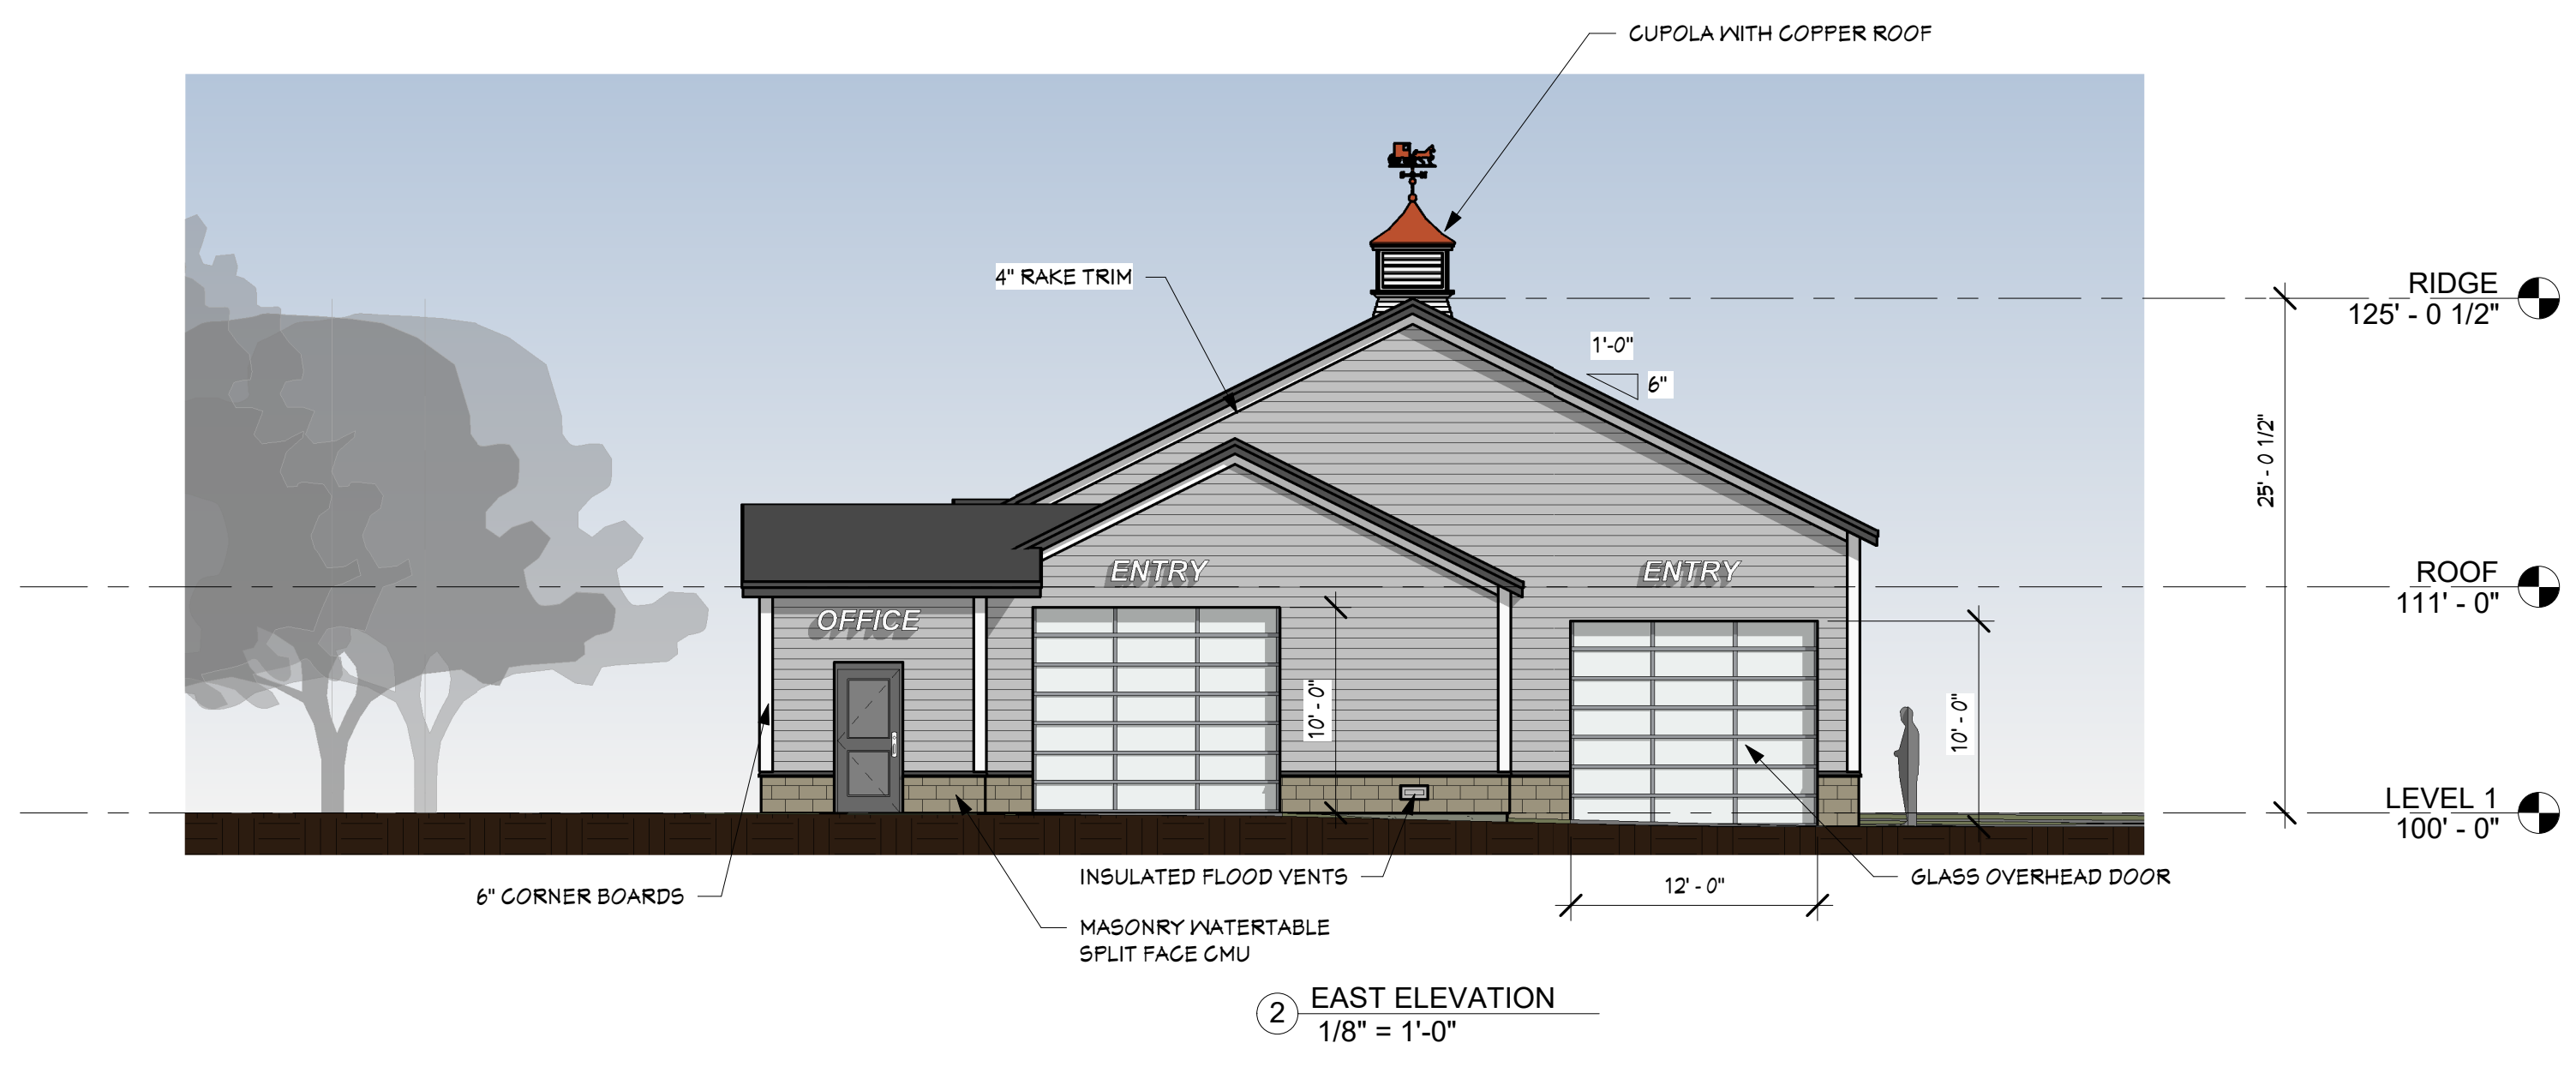 CUPOLA WITH COPPER ROOF
4" RAKE TRIM
RIDGE
125' - 0 1/2"
1'-0"
6"
25' - 0 1/2"
ENTRY
ENTRY
ROOF
111' - 0"
OFFICE
10' - 0"
10' - 0"
LEVEL 1
100' - 0"
INSULATED FLOOD VENTS
GLASS OVERHEAD DOOR
12' - 0"
6" CORNER BOARDS
MASONRY WATERTABLE
SPLIT FACE CMU
2
EAST ELEVATION
1/8" = 1'-0"